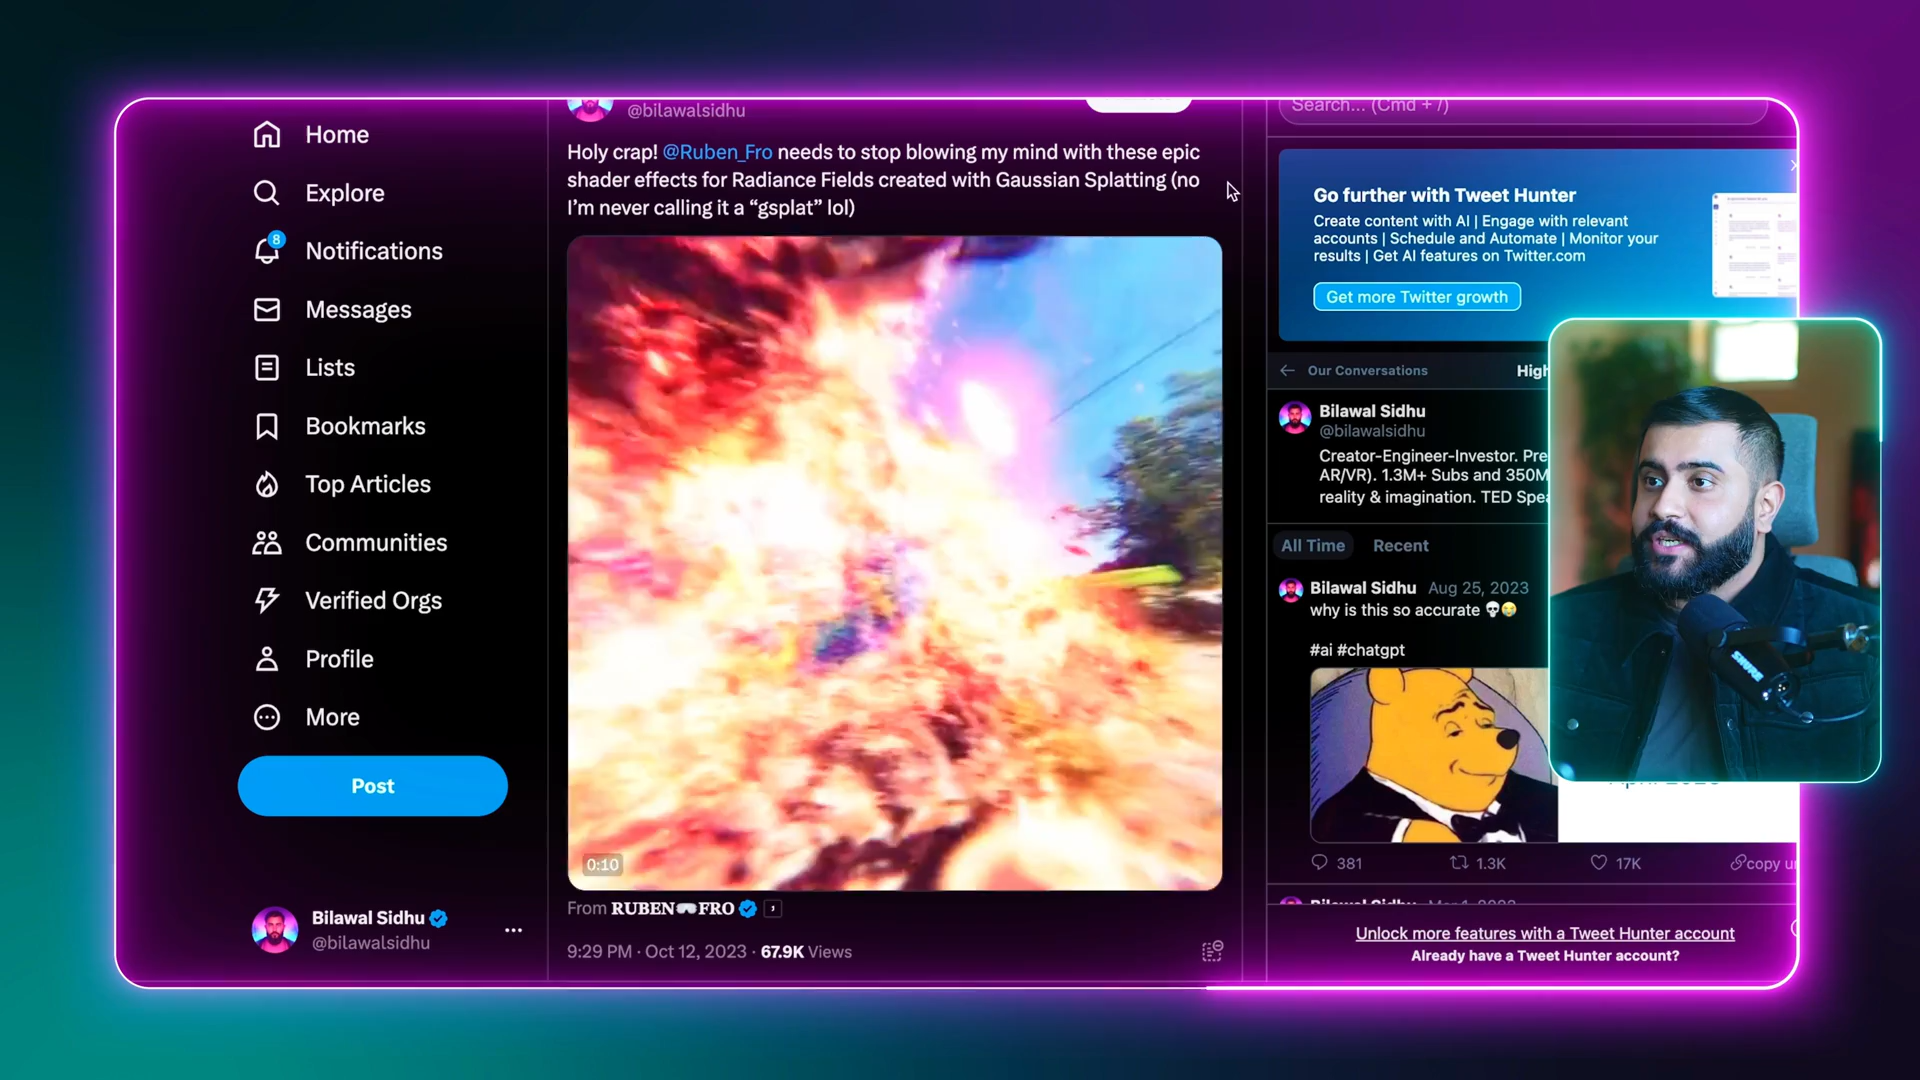 Home
Explore
8
Notifications
Messages
Lists
Bookmarks
Top Articles
Communities
Verified Orgs
Profile
More
Post
Bilawal Sidhu
@bilawalsidhu
@bilawalsidhu
Holy crap! @Ruben_Fro needs to stop blowing my mind with these epic
shader effects for Radiance Fields created with Gaussian Splatting (no
I'm never calling it a “gsplat” lol)
0:10
From RUBEN FRO
9:29 PM · Oct 12, 2023 · 67.9K Views
Search... (Cmd + /)
Go further with Tweet Hunter
Create content with AI | Engage with relevant
accounts | Schedule and Automate | Monitor your
results | Get AI features on Twitter.com
Get more Twitter growth
Our Conversations
High
Bilawal Sidhu
@bilawalsidhu
Creator-Engineer-Investor. Pre
AR/VR). 1.3M+ Subs and 350M
reality & imagination. TED Spea
All Time Recent
Bilawal Sidhu Aug 25, 2023
why is this so accurate 💀😂
#ai #chatgpt
381 1.3K 17K copy u
Unlock more features with a Tweet Hunter account
Already have a Tweet Hunter account?
SHURE